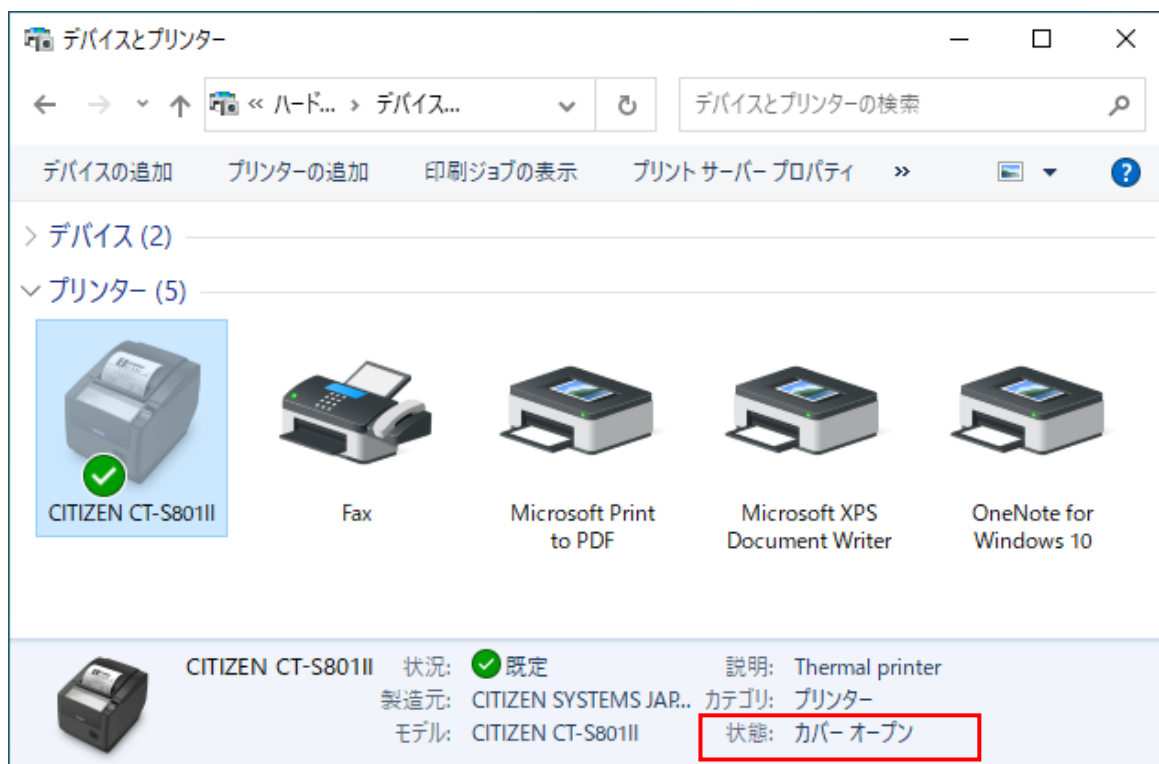 デバイスとプリンター
« ハード... › デバイス...
デバイスとプリンターの検索
デバイスの追加 プリンターの追加 印刷ジョブの表示 プリント サーバー プロパティ »
デバイス (2)
プリンター (5)
CITIZEN CT-S801II
Fax
Microsoft Print
to PDF
Microsoft XPS
Document Writer
OneNote for
Windows 10
CITIZEN CT-S801II 状況: 既定 説明: Thermal printer
製造元: CITIZEN SYSTEMS JAP... カテゴリ: プリンター
モデル: CITIZEN CT-S801II 状態: カバー オープン